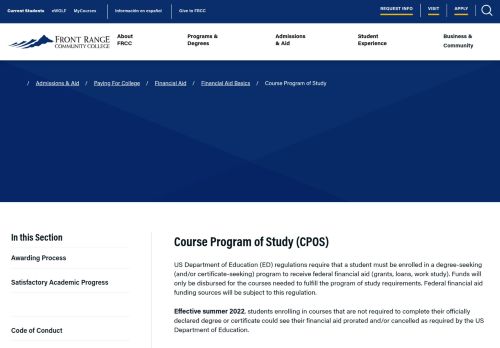 Current Students eWOLF MyCourses Información en español Give to FRCC REQUEST INFO VISIT APPLY
FRONT RANGE
COMMUNITY COLLEGE
About
FRCC
Programs &
Degrees
Admissions
& Aid
Student
Experience
Business &
Community
/ Admissions & Aid / Paying For College / Financial Aid / Financial Aid Basics / Course Program of Study
In this Section
Awarding Process
Satisfactory Academic Progress
Code of Conduct
Course Program of Study (CPOS)
US Department of Education (ED) regulations require that a student must be enrolled in a degree-seeking
(and/or certificate-seeking) program to receive federal financial aid (grants, loans, work study). Funds will
only be disbursed for the courses needed to fulfill the program of study requirements. Federal financial aid
funding sources will be subject to this regulation.
Effective summer 2022, students enrolling in courses that are not required to complete their officially
declared degree or certificate could see their financial aid prorated and/or cancelled as required by the US
Department of Education.